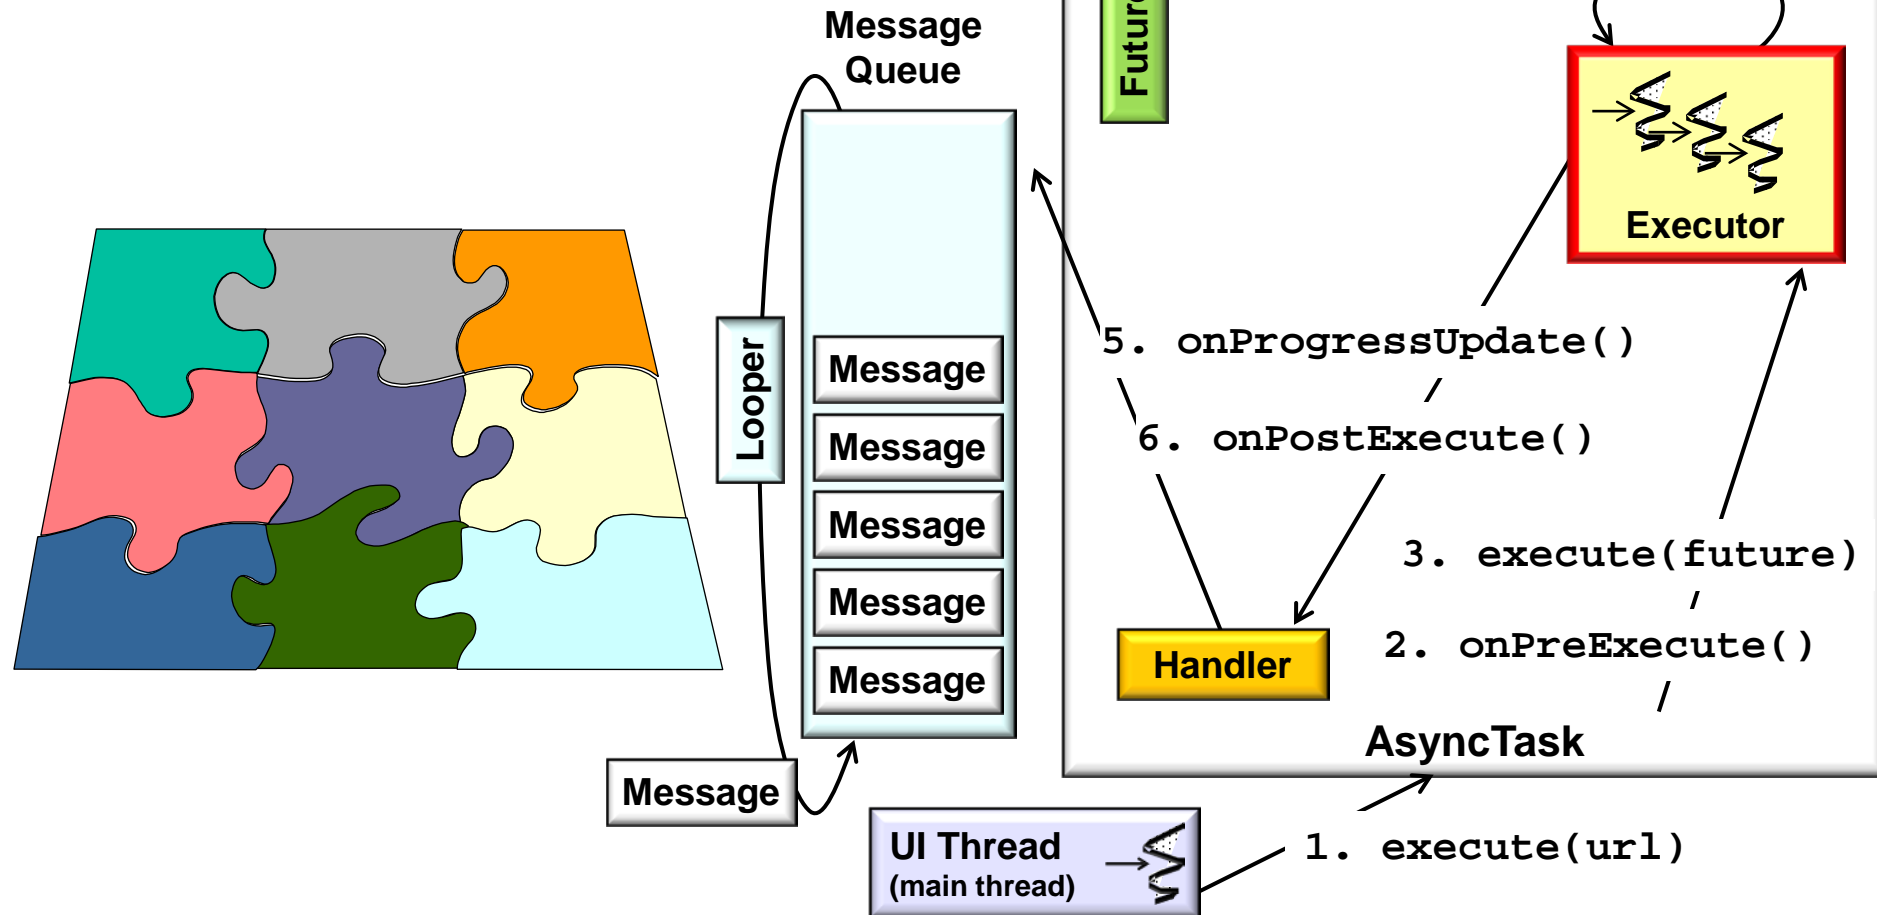 Message
Queue
Future
Executor
Looper
Message
Message
Message
Message
Message
Message
5. onProgressUpdate()
6. onPostExecute()
3. execute(future)
2. onPreExecute()
Handler
AsyncTask
UI Thread
(main thread)
1. execute(url)